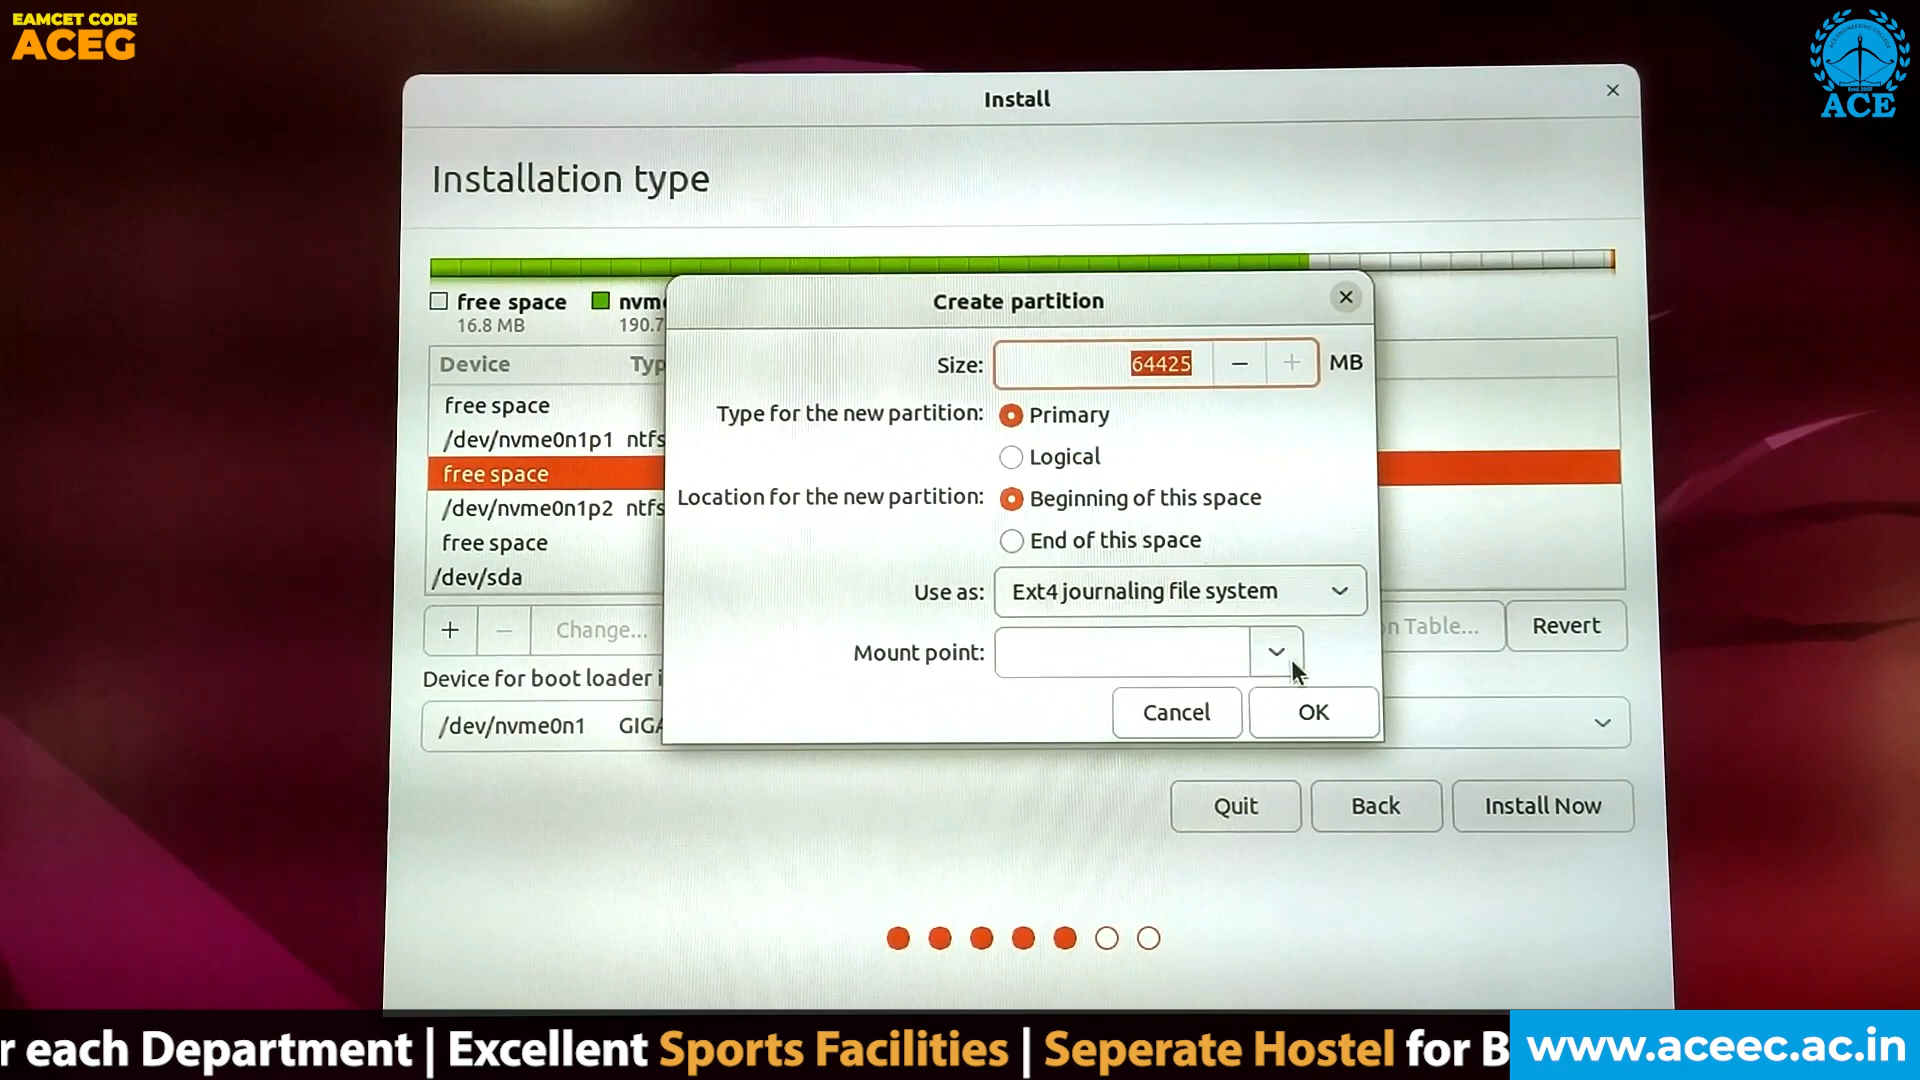 EAMCET CODE
ACEG
ACE
Install
Installation type
free space
16.8 MB
190.7
Device
free space
/dev/nvme0n1p1 ntfs
free space
/dev/nvme0n1p2 ntfs
free space
/dev/sda
+ − Change...
Revert
Device for boot loader i
/dev/nvme0n1
Create partition
Size: 64425 − + MB
Type for the new partition: Primary
Logical
Location for the new partition: Beginning of this space
End of this space
Use as: Ext4 journaling file system
Mount point:
Cancel OK
n Table...
Quit Back Install Now
r each Department | Excellent Sports Facilities | Seperate Hostel for B
www.aceec.ac.in